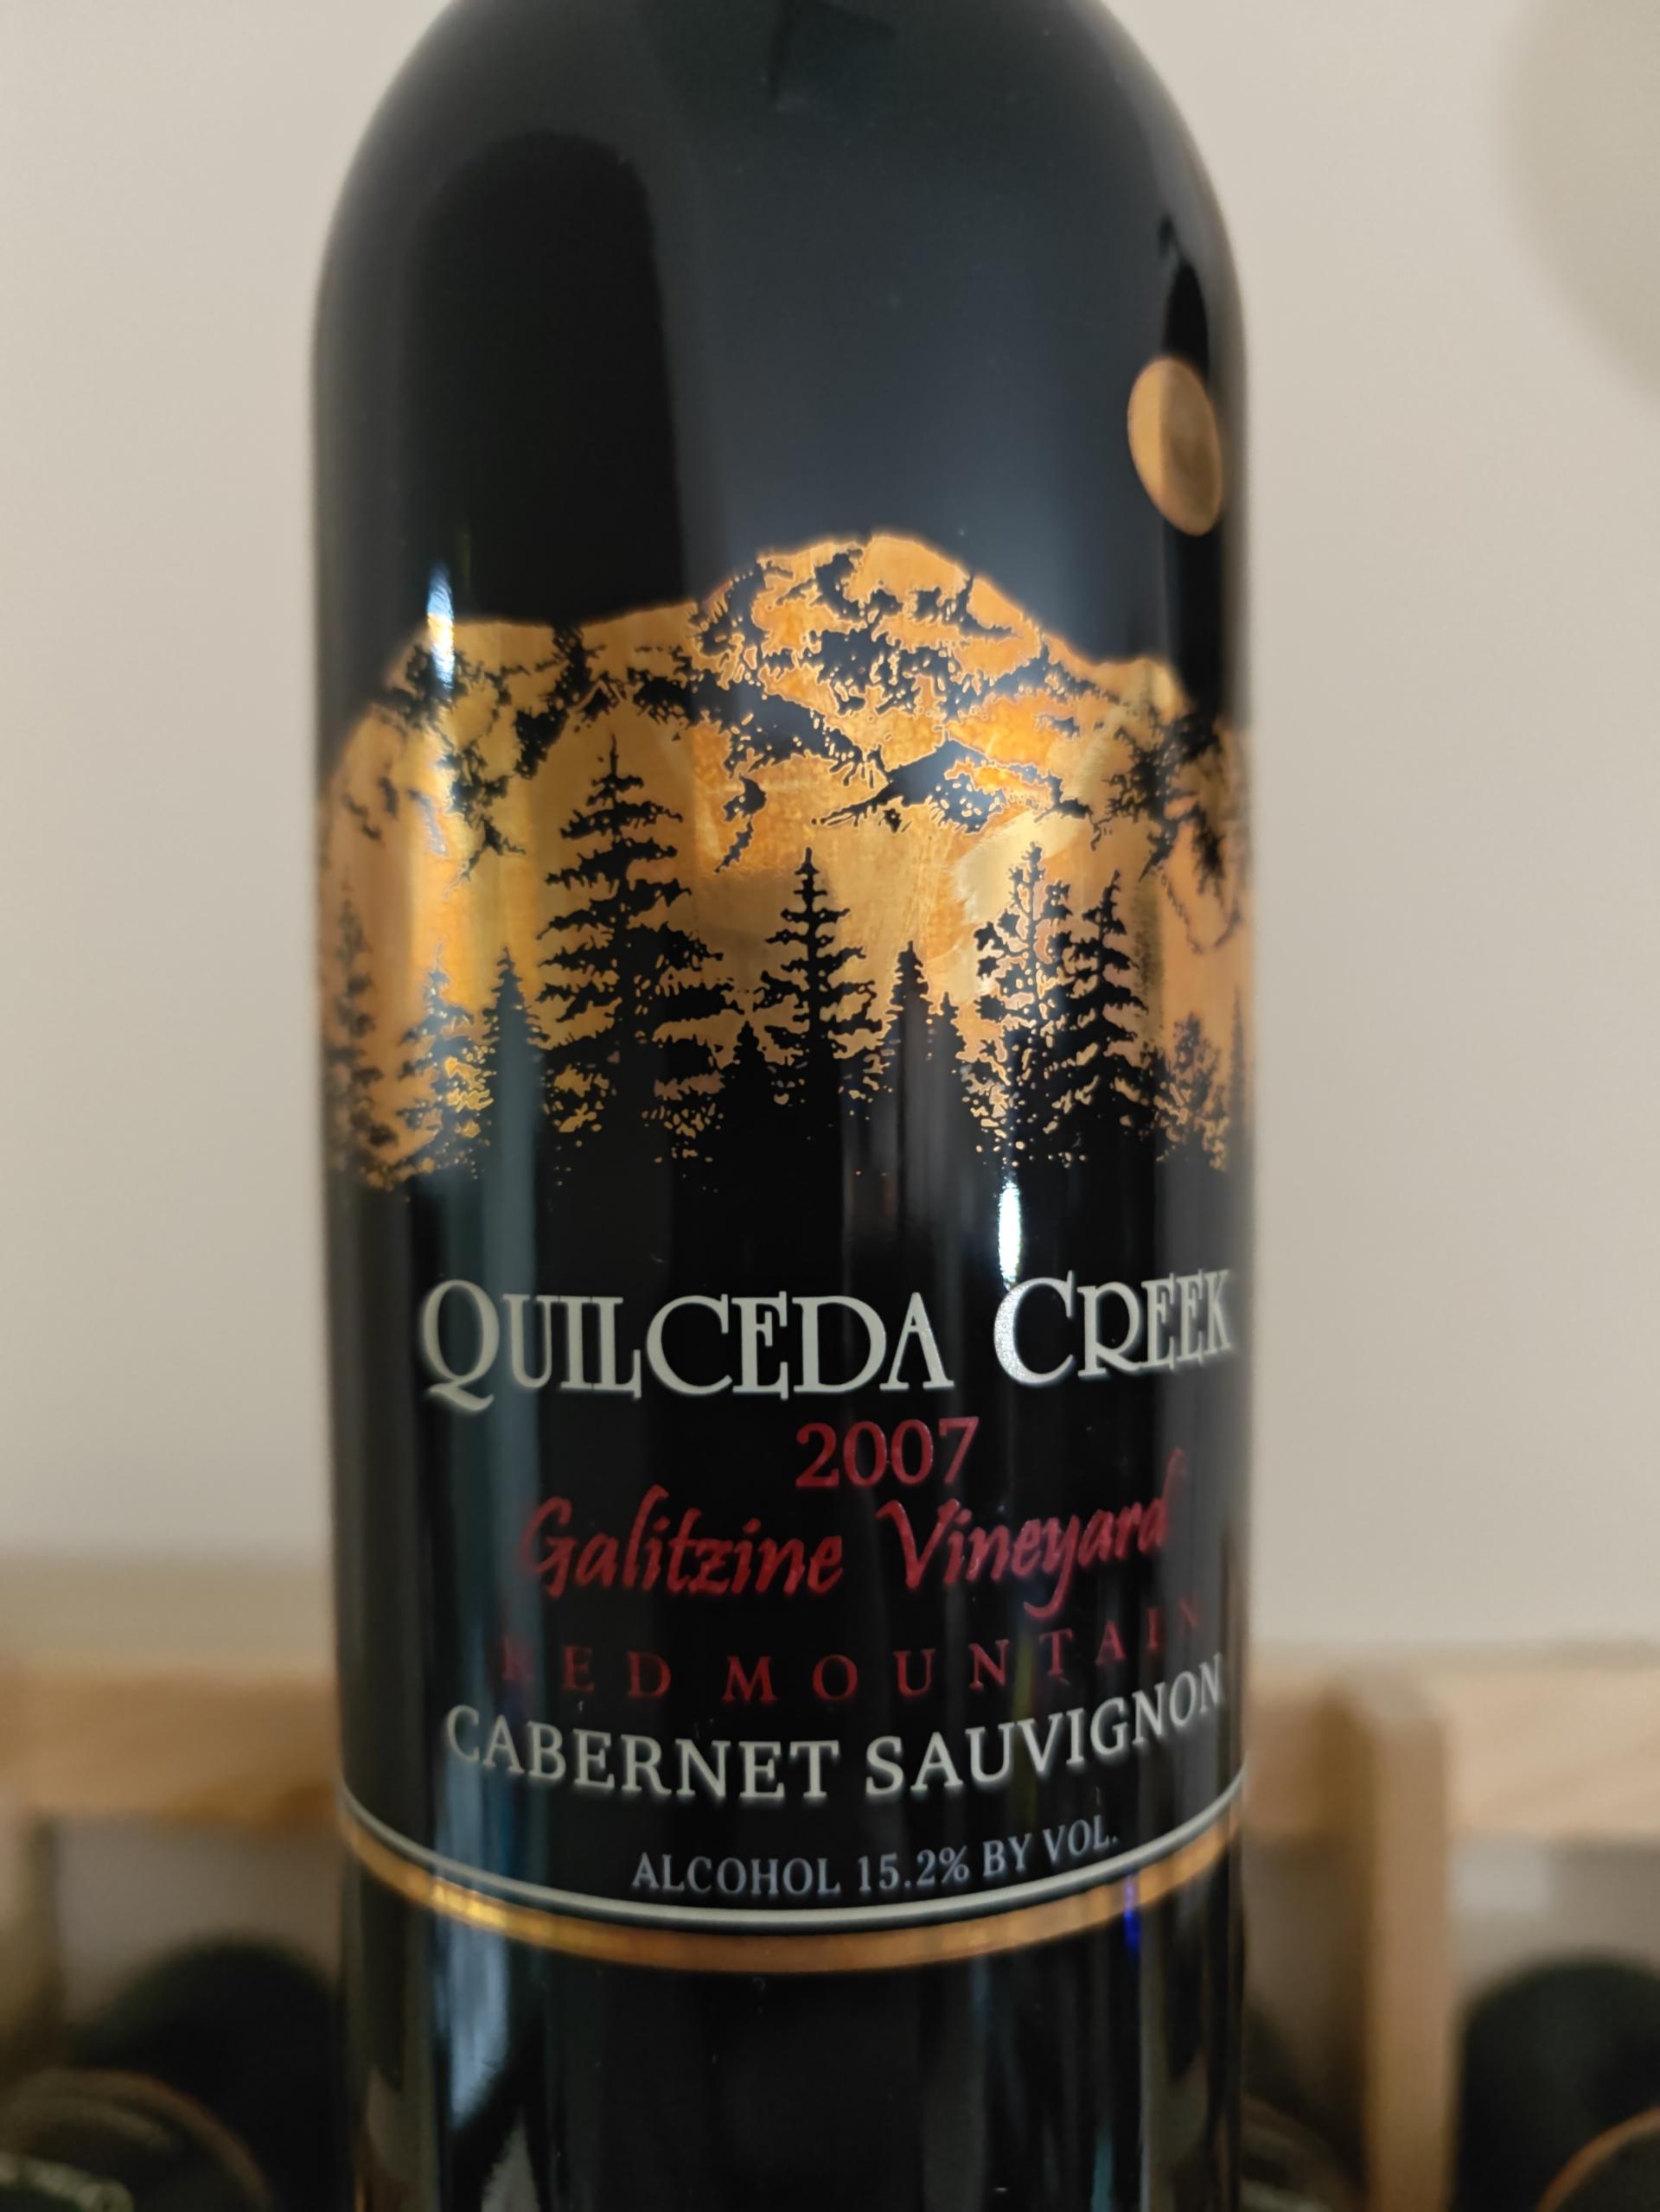 QUILCEDA CREEK
2007
Galitzine Vineyard
RED MOUNTAIN
CABERNET SAUVIGNON
ALCOHOL 15.2% BY VOL.